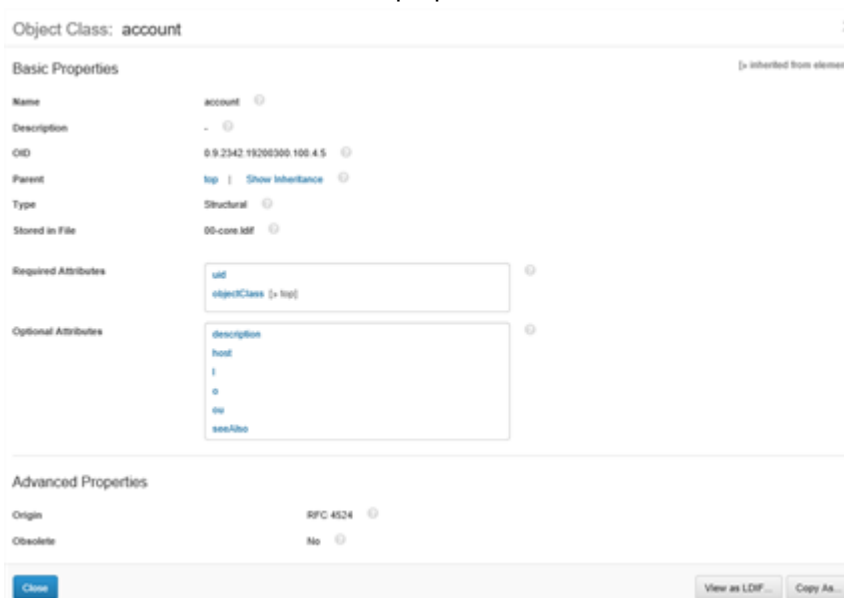 Object Class: account
Basic Properties
[> inherited from elemen
Name account
Description -
OID 0.9.2342.19200300.100.4.5
Parent top | Show Inheritance
Type Structural
Stored in File 00-core.ldif
Required Attributes
uid
objectClass [> top]
Optional Attributes
description
host
l
o
ou
seeAlso
Advanced Properties
Origin RFC 4524
Obsolete No
Close View as LDIF... Copy As...